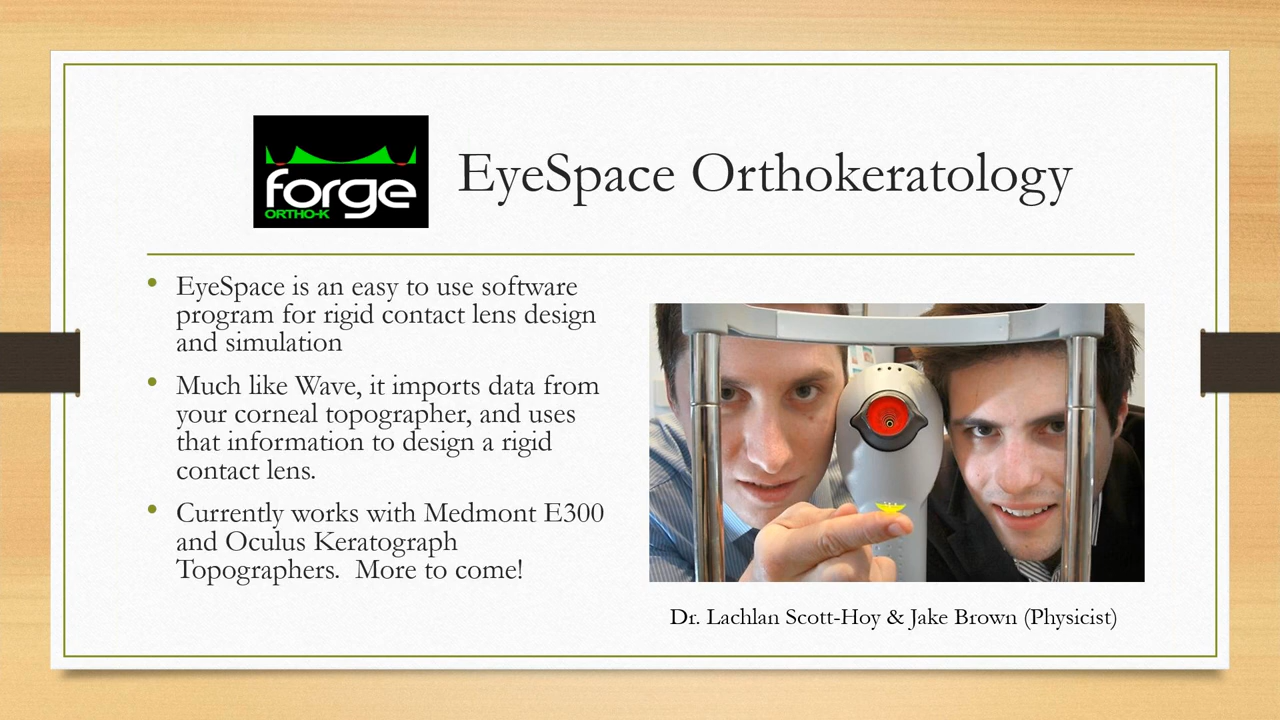 forge
ORTHO-K
EyeSpace Orthokeratology
• EyeSpace is an easy to use software
program for rigid contact lens design
and simulation
• Much like Wave, it imports data from
your corneal topographer, and uses
that information to design a rigid
contact lens.
• Currently works with Medmont E300
and Oculus Keratograph
Topographers.  More to come!
Dr. Lachlan Scott-Hoy & Jake Brown (Physicist)